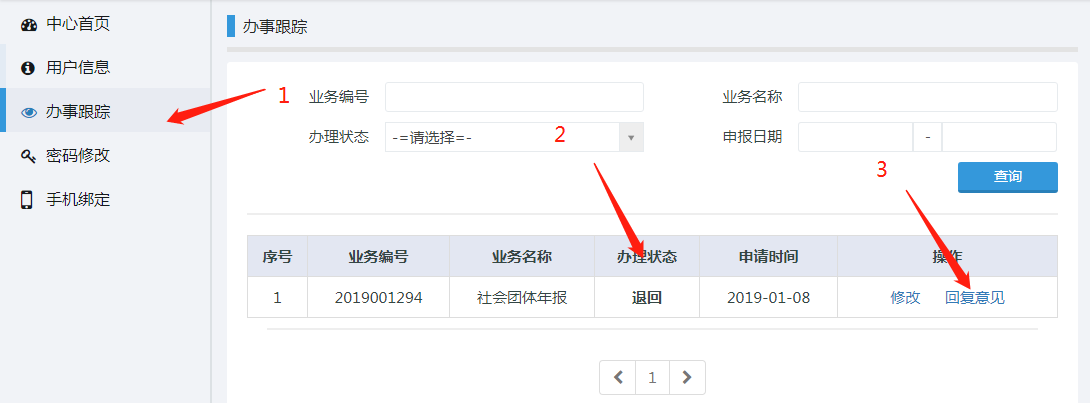 中心首页
用户信息
办事跟踪
密码修改
手机绑定
办事跟踪
1
业务编号
业务名称
办理状态 -=请选择=- 2
申报日期 -
3
查询
序号 业务编号 业务名称 办理状态 申请时间 操作
1 2019001294 社会团体年报 退回 2019-01-08 修改 回复意见
1